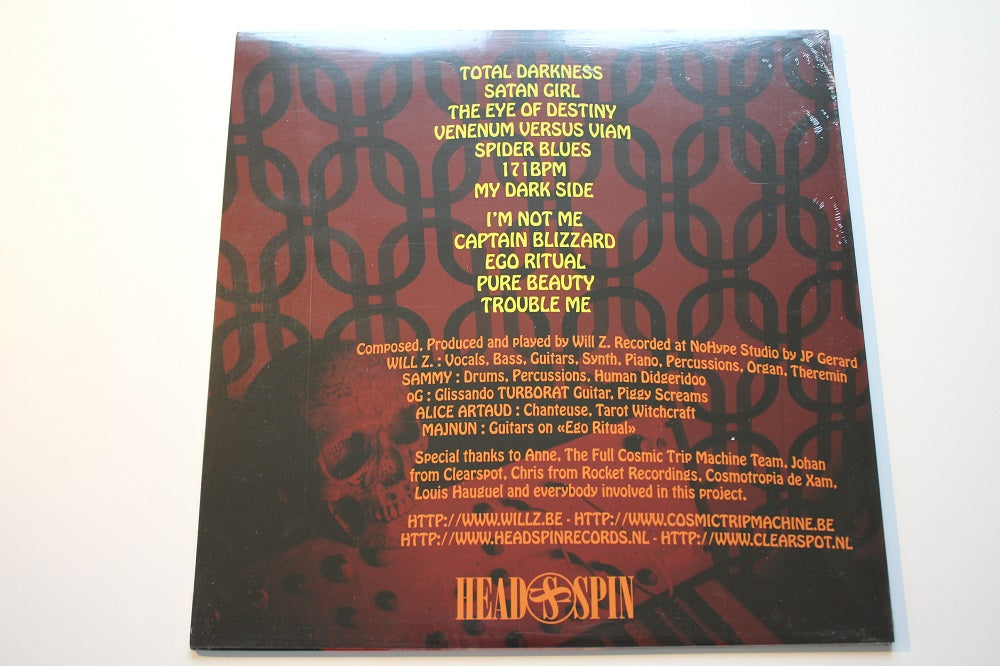 TOTAL DARKNESS
SATAN GIRL
THE EYE OF DESTINY
VENENUM VERSUS VIAM
SPIDER BLUES
171BPM
MY DARK SIDE
I'M NOT ME
CAPTAIN BLIZZARD
EGO RITUAL
PURE BEAUTY
TROUBLE ME
Composed, Produced and played by Will Z. Recorded at NoHype Studio by JP Gerard
WILL Z. : Vocals, Bass, Guitars, Synth, Piano, Percussions, Organ, Theremin
SAMMY : Drums, Percussions, Human Didgeridoo
oG : Glissando TURBORAT Guitar, Piggy Screams
ALICE ARTAUD : Chanteuse, Tarot Witchcraft
MAJNUN : Guitars on «Ego Ritual»
Special thanks to Anne, The Full Cosmic Trip Machine Team, Johan
from Clearspot, Chris from Rocket Recordings, Cosmotropia de Xam,
Louis Hauguel and everybody involved in this project.
HTTP://WWW.WILLZ.BE - HTTP://WWW.COSMICTRIPMACHINE.BE
HTTP://WWW.HEADSPINRECORDS.NL - HTTP://WWW.CLEARSPOT.NL
HEAD SPIN